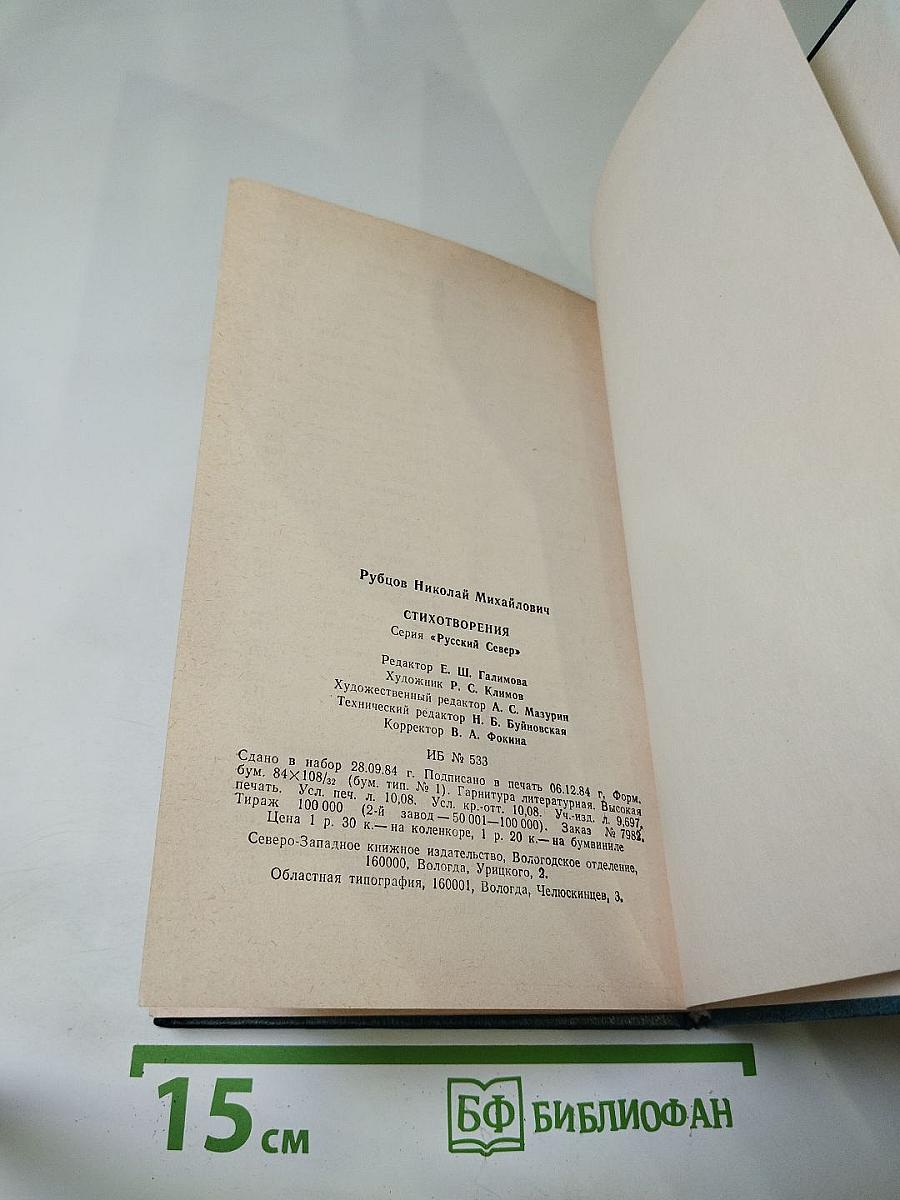 Рубцов Николай Михайлович
СТИХОТВОРЕНИЯ
Серия «Русский Север»
Редактор Е. Ш. Галимова
Художник Р. С. Климов
Художественный редактор А. С. Мазурин
Технический редактор Н. Б. Буйновская
Корректор В. А. Фокина
ИБ № 533
Сдано в набор 28.09.84 г. Подписано в печать 06.12.84 г. Форм.
бум. 84×108/32 (бум. тип. № 1). Гарнитура литературная. Высокая
печать. Усл. печ. л. 10,08. Усл. кр.-отт. 10,08. Уч.-изд. л. 9,697.
Тираж 100 000 (2-й завод — 50 001—100 000). Заказ № 7982.
Цена 1 р. 30 к.— на коленкоре, 1 р. 20 к.— на бумвиниле
Северо-Западное книжное издательство, Вологодское отделение,
160000, Вологда, Урицкого, 2.
Областная типография, 160001, Вологда, Челюскинцев, 3.
15 см
БФ БИБЛИОФАН